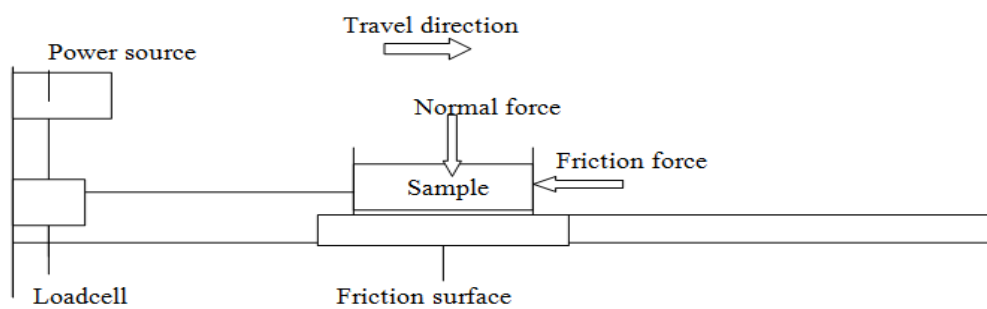 Travel direction
Power source
Normal force
Friction force
Sample
Loadcell
Friction surface